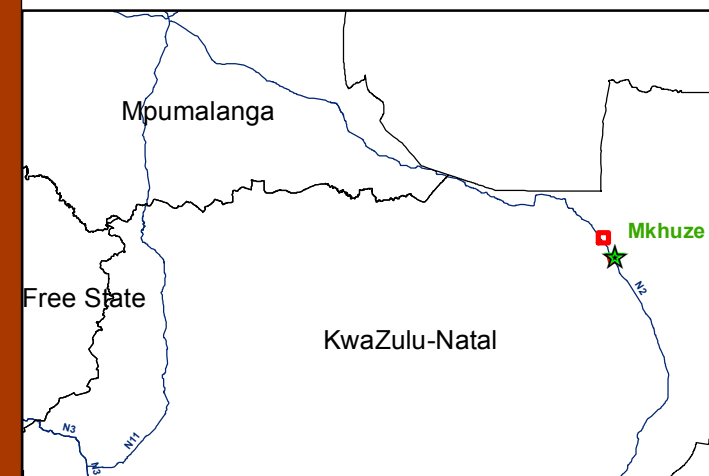 Mpumalanga
Mkhuze
N2
Free State
KwaZulu-Natal
N3
N11
N3